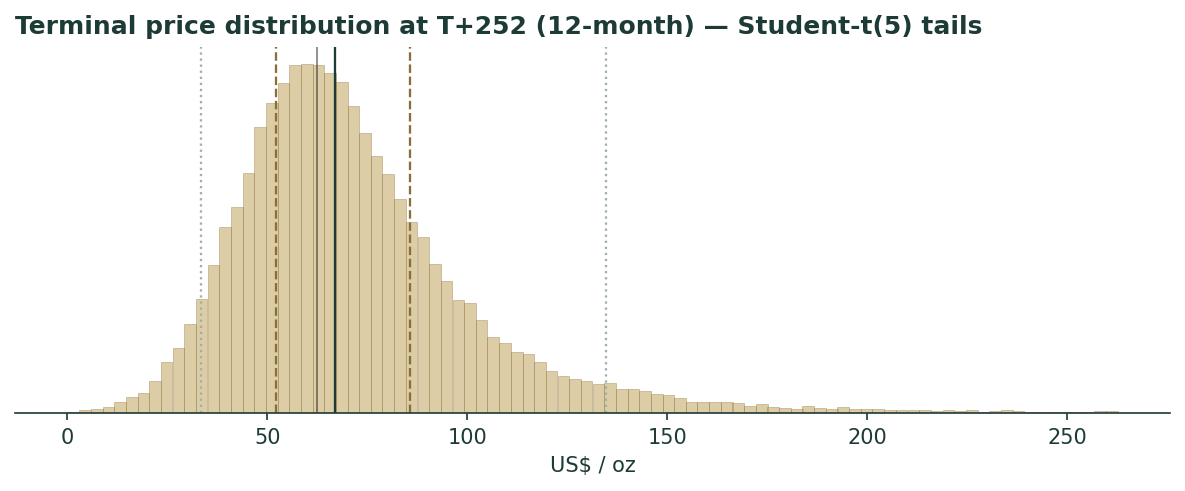 Terminal price distribution at T+252 (12-month) — Student-t(5) tails
0 50 100 150 200 250
US$ / oz